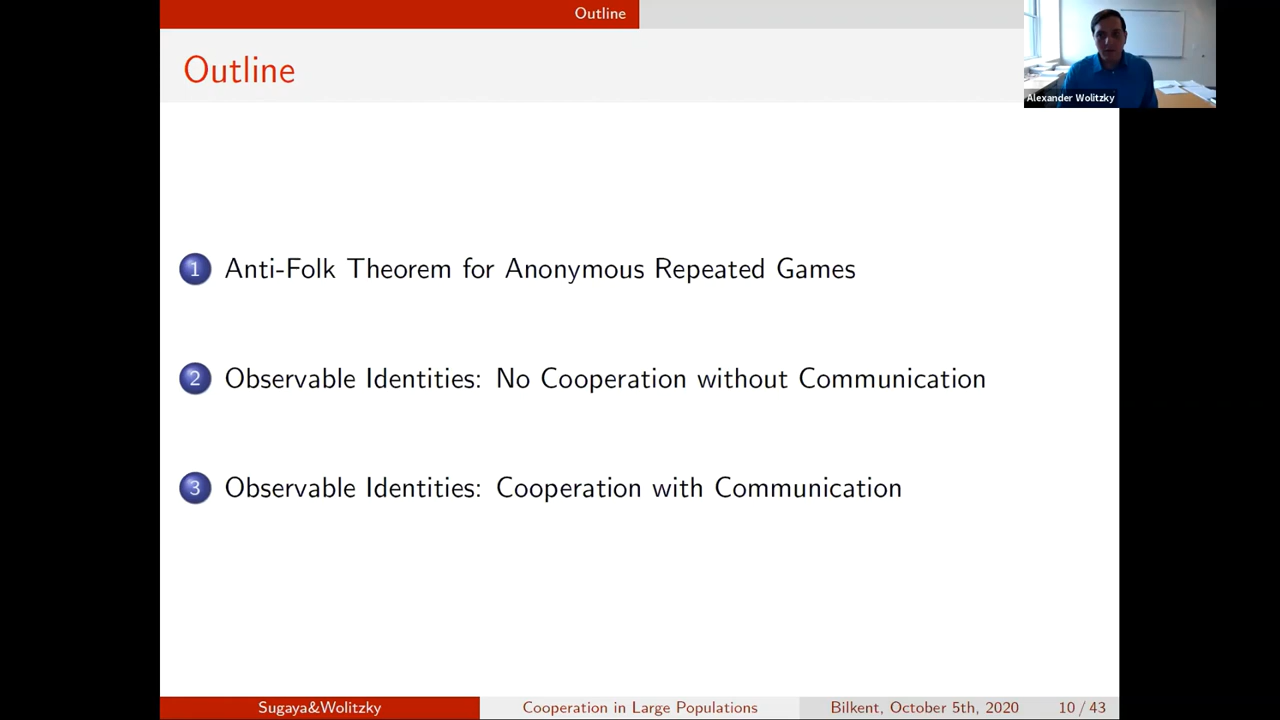 Outline
Outline
Alexander Wolitzky
1 Anti-Folk Theorem for Anonymous Repeated Games
2 Observable Identities: No Cooperation without Communication
3 Observable Identities: Cooperation with Communication
Sugaya&Wolitzky Cooperation in Large Populations Bilkent, October 5th, 2020 10 / 43